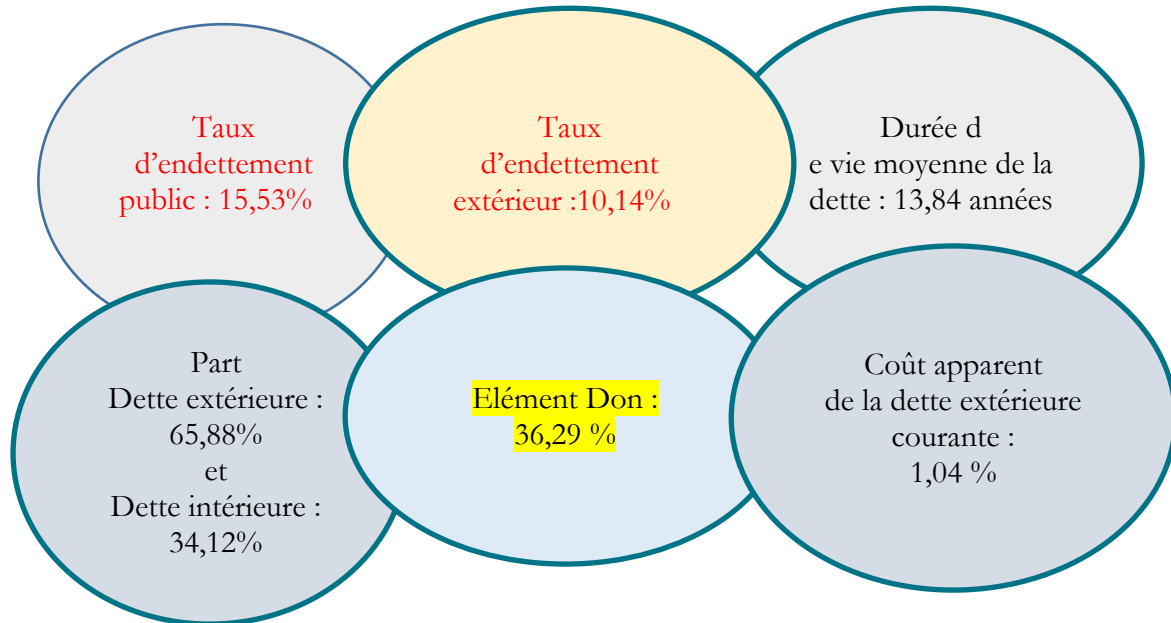 Taux
d'endettement
public : 15,53%
Taux
d'endettement
extérieur :10,14%
Durée d
e vie moyenne de la
dette : 13,84 années
Part
Dette extérieure :
65,88%
et
Dette intérieure :
34,12%
Elément Don :
36,29 %
Coût apparent
de la dette extérieure
courante :
1,04 %